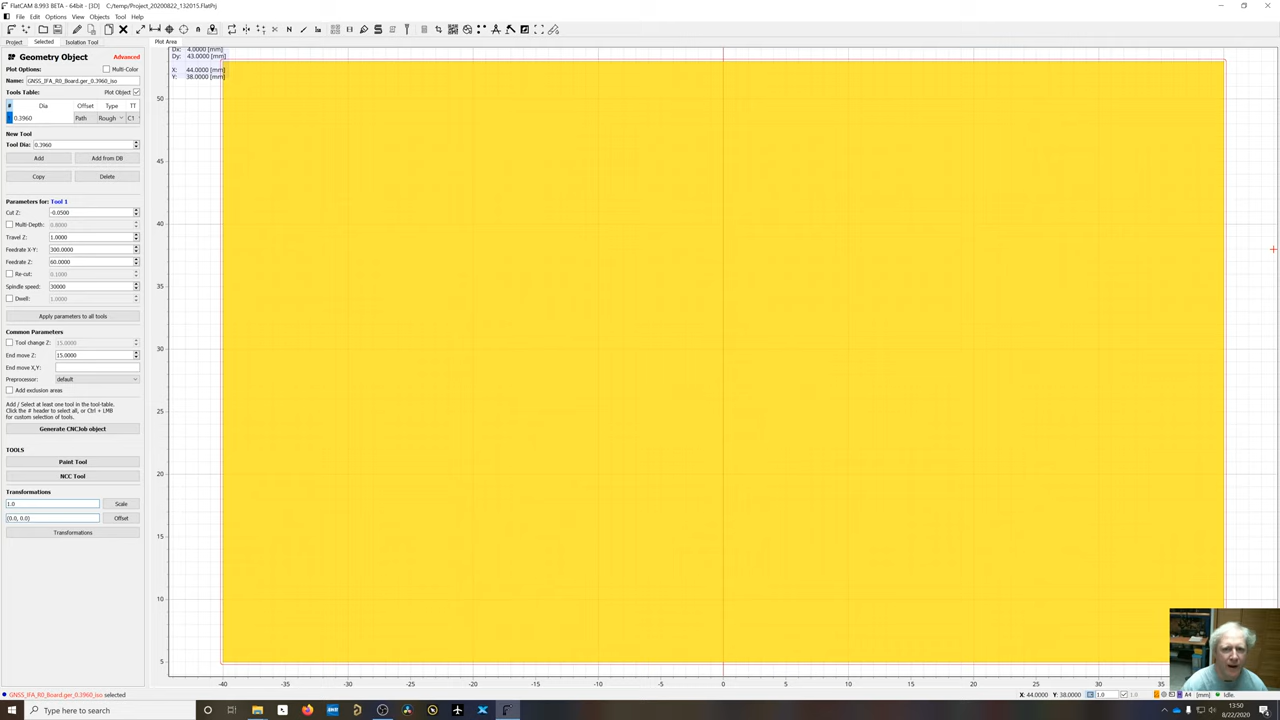 FlatCAM 8.993 BETA - 64bit - [3D] C:/temp/Project_20200822_132015.FlatPrj
File Edit Options View Objects Tool Help
Project Selected Isolation Tool Plot Area
Geometry Object Advanced
Plot Options: Multi-Color
Name: GNSS_IFA_R0_Board.ger_0.3960_iso
Tools Table: Plot Object
# Dia Offset Type TT
0.3960 Path Rough C1
New Tool
Tool Dia: 0.3960
Add Add from DB
Copy Delete
Parameters for: Tool 1
Cut Z: -0.0500
Multi-Depth: 0.8000
Travel Z: 1.0000
Feedrate X-Y: 300.0000
Feedrate Z: 60.0000
Re-cut: 0.1000
Spindle speed: 30000
Dwell: 1.0000
Apply parameters to all tools
Common Parameters
Tool change Z: 15.0000
End move Z: 15.0000
End move X,Y:
Preprocessor: default
Add exclusion areas
Add / Select at least one tool in the tool-table.
Click the # header to select all, or Ctrl + LMB
for custom selection of tools.
Generate CNCJob object
TOOLS
Paint Tool
NCC Tool
Transformations
1.0 Scale
(0.0, 0.0) Offset
Transformations
Dx: 4.0000 [mm]
Dy: 43.0000 [mm]
X: 44.0000 [mm]
Y: 38.0000 [mm]
50
45
40
35
30
25
20
15
10
5
-40 -35 -30 -25 -20 -15 -10 -5 0 5 10 15 20 25 30 35
GNSS_IFA_R0_Board.ger_0.3960_iso selected
X: 44.0000 Y: 38.0000 1.0 1.0 A4 [mm] Idle.
Type here to search
13:50
8/22/2020